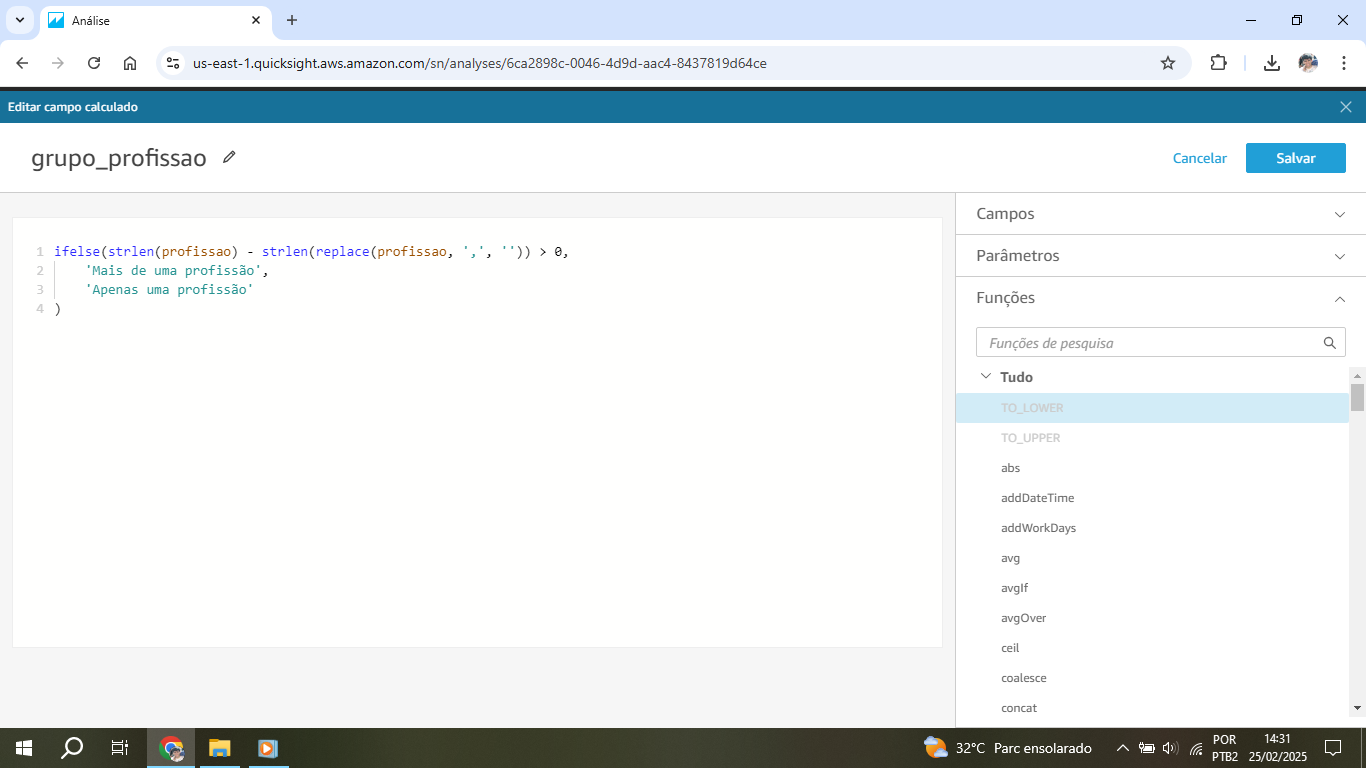 Análise
us-east-1.quicksight.aws.amazon.com/sn/analyses/6ca2898c-0046-4d9d-aac4-8437819d64ce
Editar campo calculado
grupo_profissao
Cancelar
Salvar
1 ifelse(strlen(profissao) - strlen(replace(profissao, ',', '')) > 0,
2 'Mais de uma profissão',
3 'Apenas uma profissão'
4 )
Campos
Parâmetros
Funções
Funções de pesquisa
Tudo
TO_LOWER
TO_UPPER
abs
addDateTime
addWorkDays
avg
avgIf
avgOver
ceil
coalesce
concat
32°C Parc ensolarado
POR
PTB2
14:31
25/02/2025